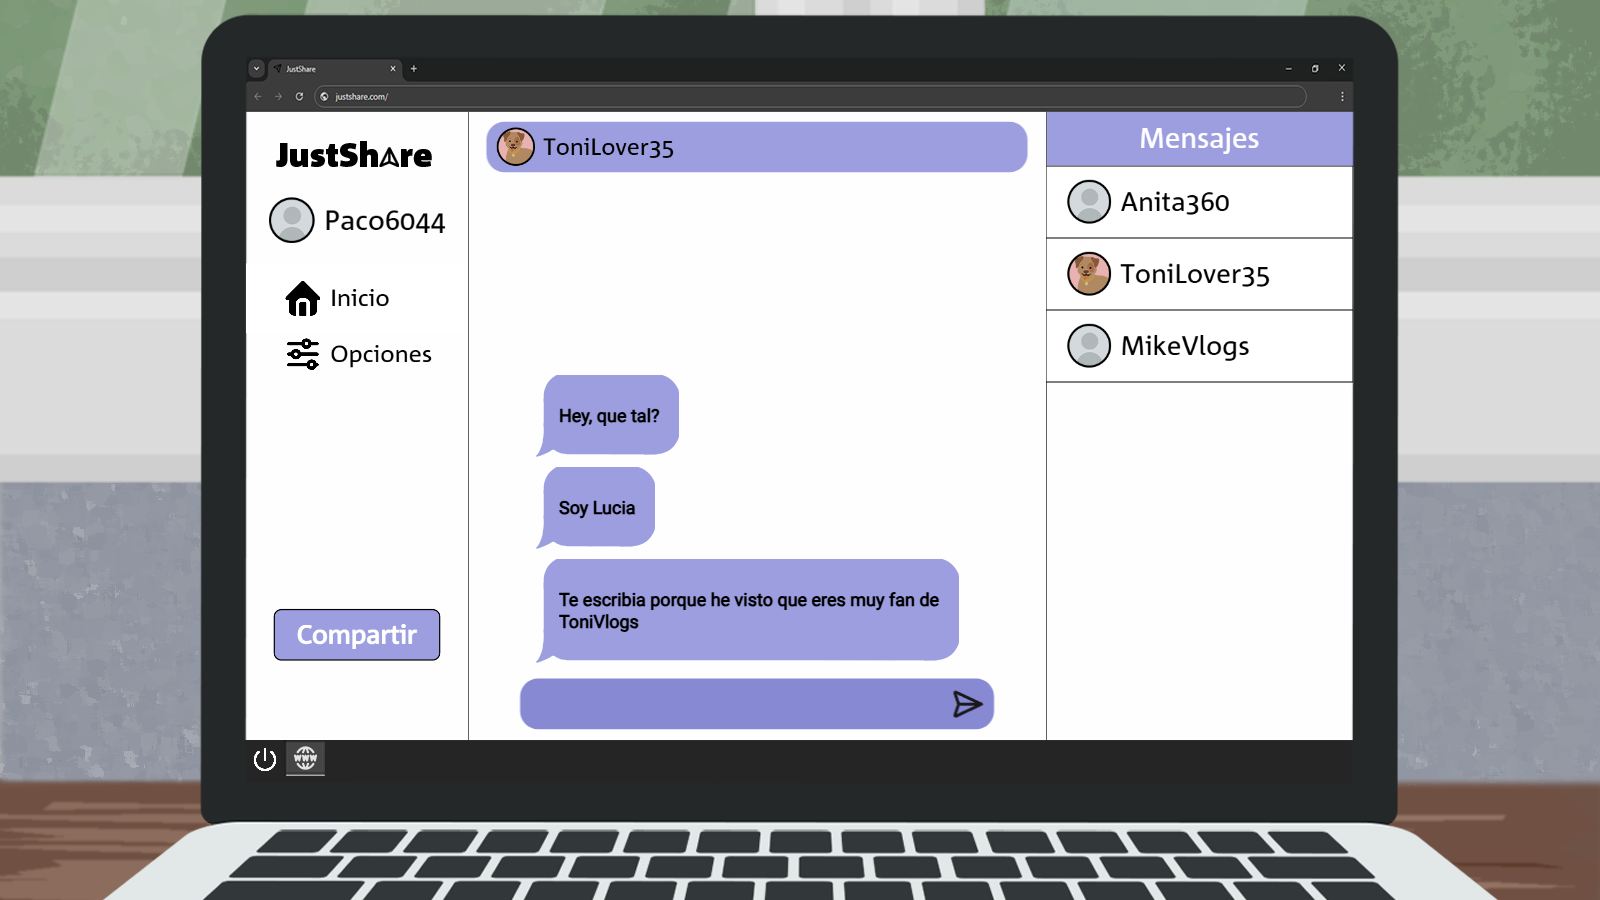 JustShare
justshare.com/
JustShare
Paco6044
Inicio
Opciones
Compartir
ToniLover35
Hey, que tal?
Soy Lucia
Te escribia porque he visto que eres muy fan de
ToniVlogs
Mensajes
Anita360
ToniLover35
MikeVlogs
WWW